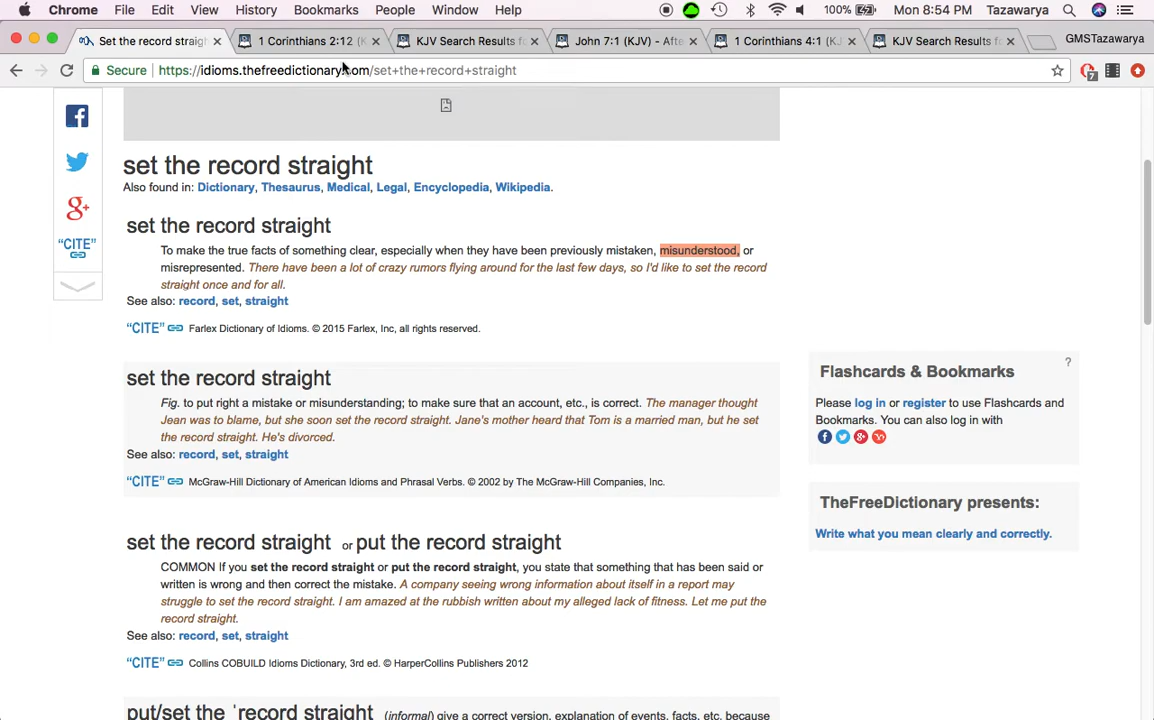 Chrome File Edit View History Bookmarks People Window Help 100% Mon 8:54 PM Tazawarya
Set the record straigh 1 Corinthians 2:12 ( KJV Search Results fo John 7:1 (KJV) - Afte 1 Corinthians 4:1 (KJV KJV Search Results fo GMSTazawarya
Secure https://idioms.thefreedictionary.com/set+the+record+straight 7
set the record straight
Also found in: Dictionary, Thesaurus, Medical, Legal, Encyclopedia, Wikipedia.
set the record straight
To make the true facts of something clear, especially when they have been previously mistaken, misunderstood, or
misrepresented. There have been a lot of crazy rumors flying around for the last few days, so I'd like to set the record
straight once and for all.
See also: record, set, straight
“CITE” Farlex Dictionary of Idioms. © 2015 Farlex, Inc, all rights reserved.
“CITE”
set the record straight
Fig. to put right a mistake or misunderstanding; to make sure that an account, etc., is correct. The manager thought
Jean was to blame, but she soon set the record straight. Jane's mother heard that Tom is a married man, but he set
the record straight. He's divorced.
See also: record, set, straight
“CITE” McGraw-Hill Dictionary of American Idioms and Phrasal Verbs. © 2002 by The McGraw-Hill Companies, Inc.
set the record straight or put the record straight
COMMON If you set the record straight or put the record straight, you state that something that has been said or
written is wrong and then correct the mistake. A company seeing wrong information about itself in a report may
struggle to set the record straight. I am amazed at the rubbish written about my alleged lack of fitness. Let me put the
record straight.
See also: record, set, straight
“CITE” Collins COBUILD Idioms Dictionary, 3rd ed. © HarperCollins Publishers 2012
put/set the ˈrecord straight (informal) give a correct version, explanation of events, facts, etc. because
?
Flashcards & Bookmarks
Please log in or register to use Flashcards and
Bookmarks. You can also log in with
TheFreeDictionary presents:
Write what you mean clearly and correctly.